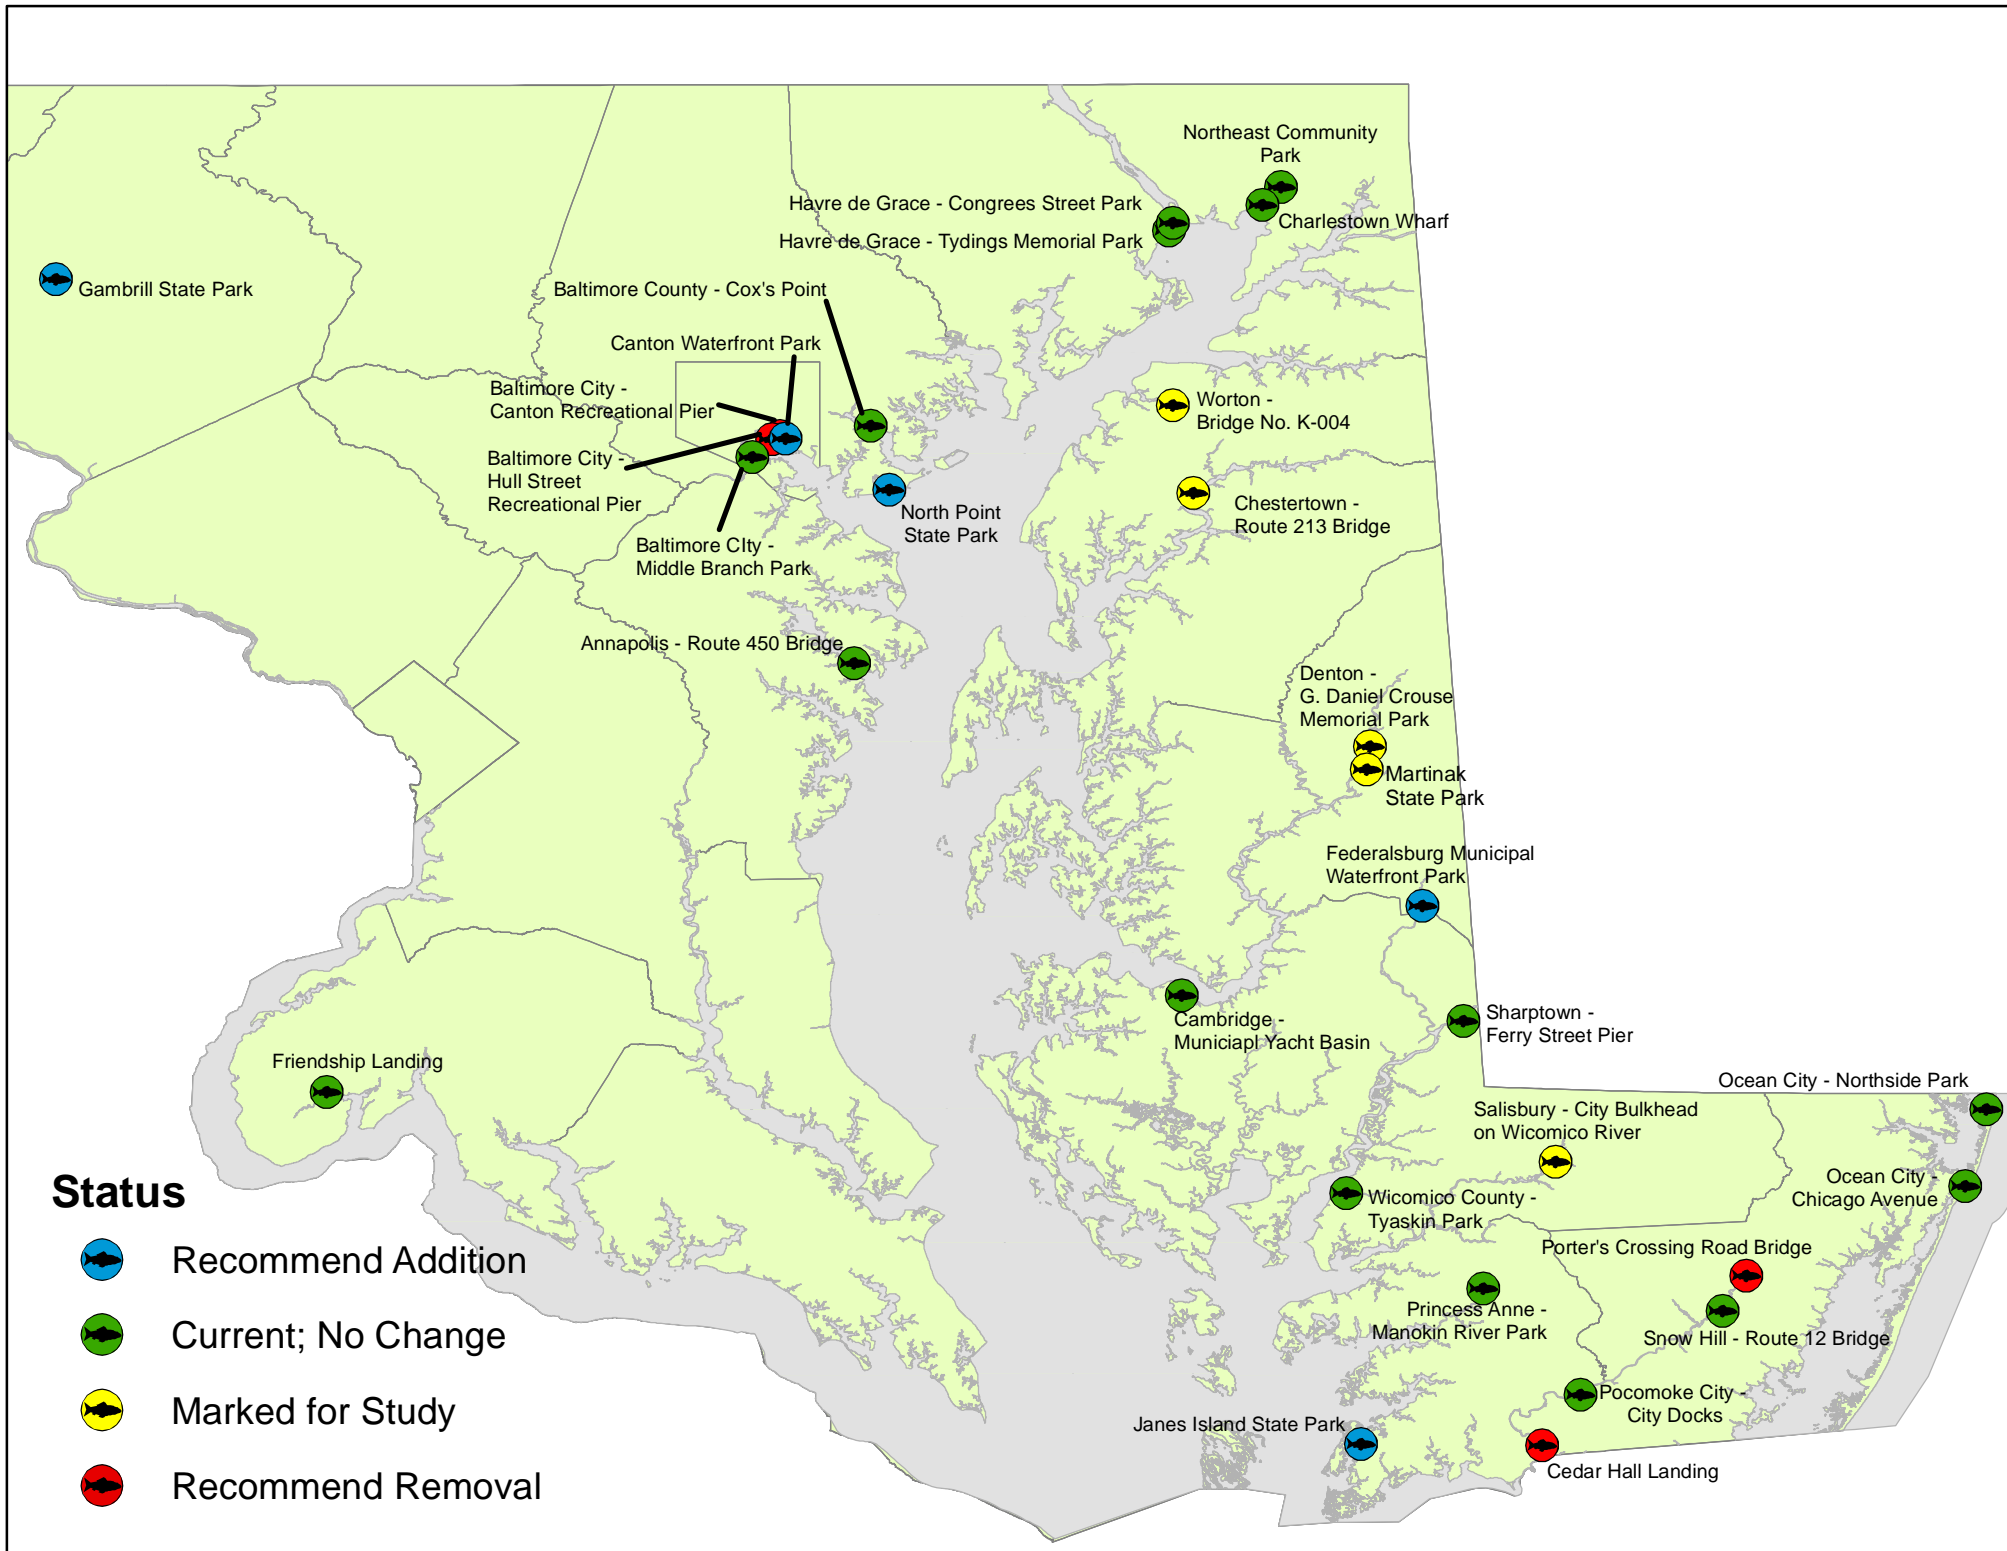 Northeast Community
Park
Havre de Grace - Congrees Street Park
Charlestown Wharf
Havre de Grace - Tydings Memorial Park
Gambrill State Park
Baltimore County - Cox's Point
Canton Waterfront Park
Baltimore City -
Canton Recreational Pier
Worton -
Bridge No. K-004
Baltimore City -
Hull Street
Recreational Pier
Chestertown -
Route 213 Bridge
North Point
State Park
Baltimore CIty -
Middle Branch Park
Annapolis - Route 450 Bridge
Denton -
G. Daniel Crouse
Memorial Park
Martinak
State Park
Federalsburg Municipal
Waterfront Park
Cambridge -
Municiapl Yacht Basin
Sharptown -
Ferry Street Pier
Friendship Landing
Ocean City - Northside Park
Salisbury - City Bulkhead
on Wicomico River
Ocean City -
Chicago Avenue
Wicomico County -
Tyaskin Park
Porter's Crossing Road Bridge
Princess Anne -
Manokin River Park
Snow Hill - Route 12 Bridge
Pocomoke City -
City Docks
Janes Island State Park
Cedar Hall Landing
Status
Recommend Addition
Current; No Change
Marked for Study
Recommend Removal